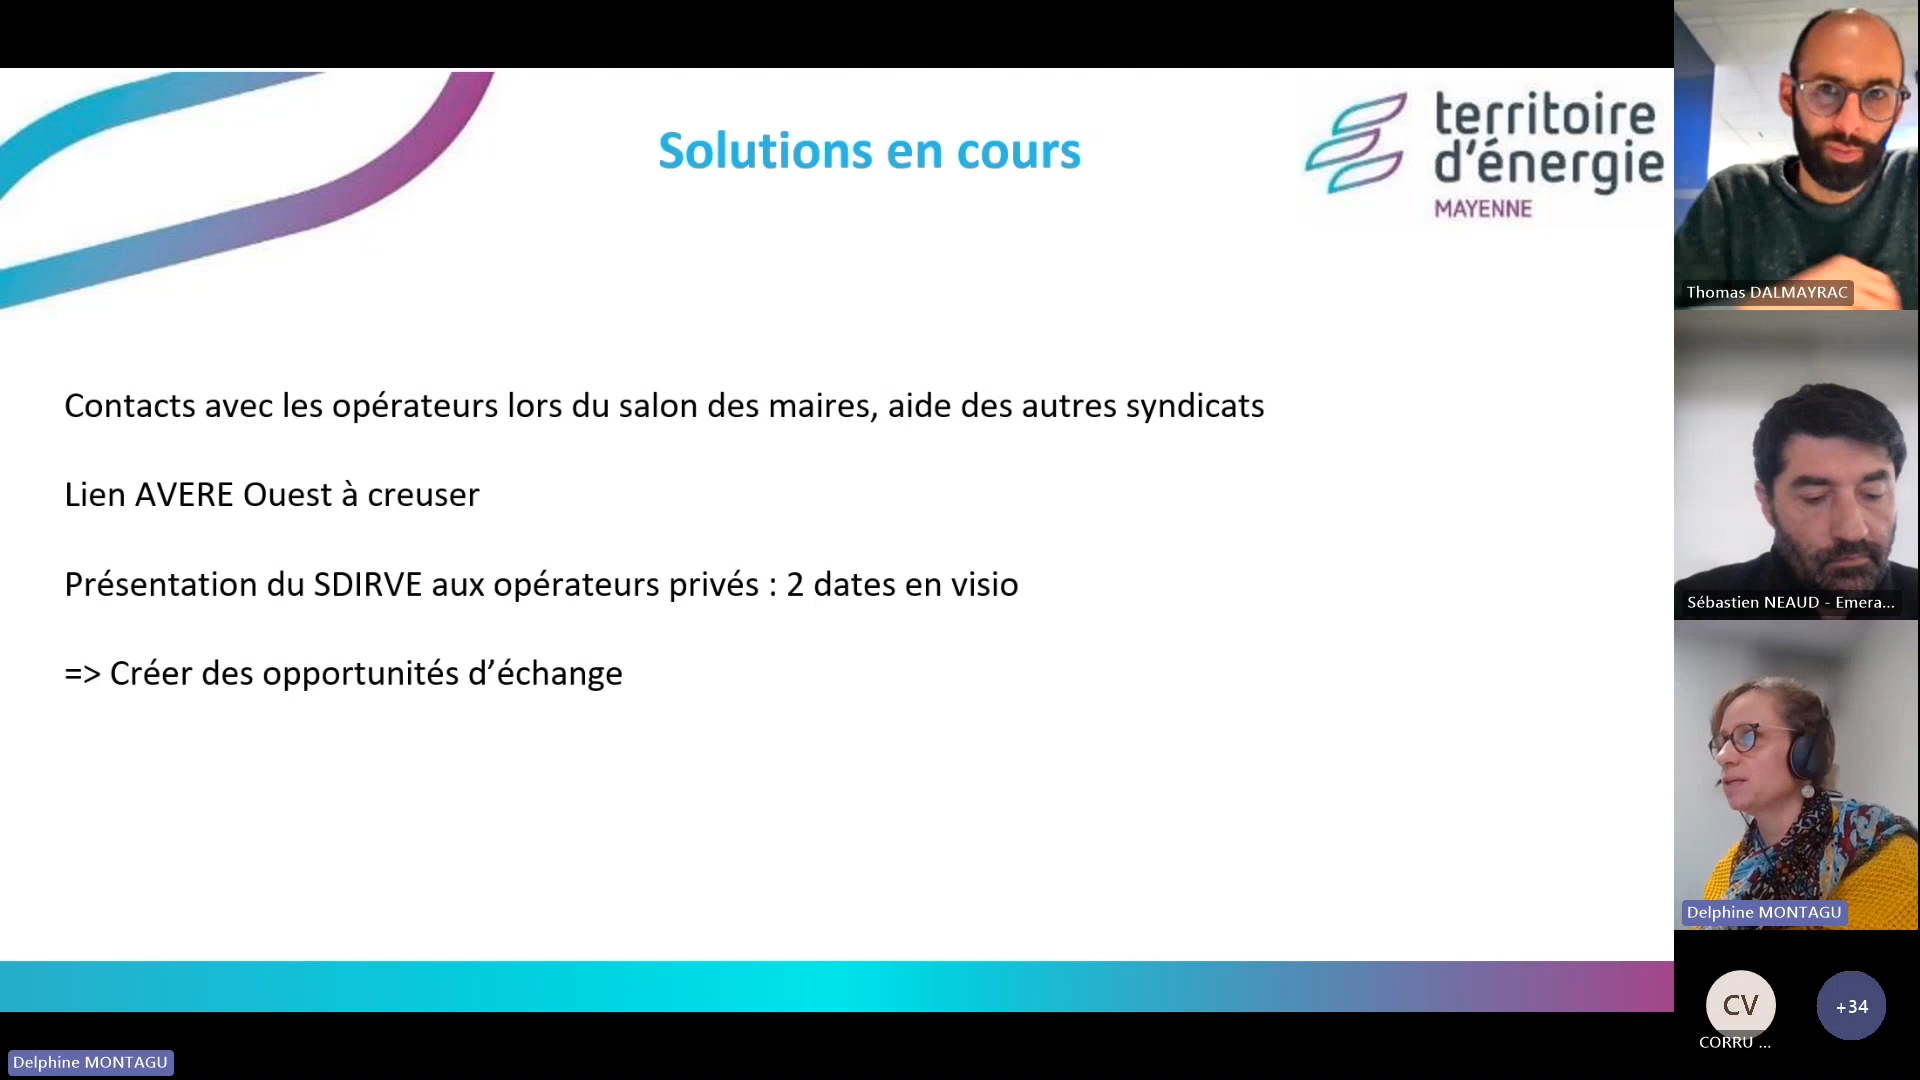 Solutions en cours
territoire
d'énergie
MAYENNE
Contacts avec les opérateurs lors du salon des maires, aide des autres syndicats
Lien AVERE Ouest à creuser
Présentation du SDIRVE aux opérateurs privés : 2 dates en visio
=> Créer des opportunités d’échange
Thomas DALMAYRAC
Sébastien NEAUD - Emera...
Delphine MONTAGU
CV
+34
CORRU ...
Delphine MONTAGU